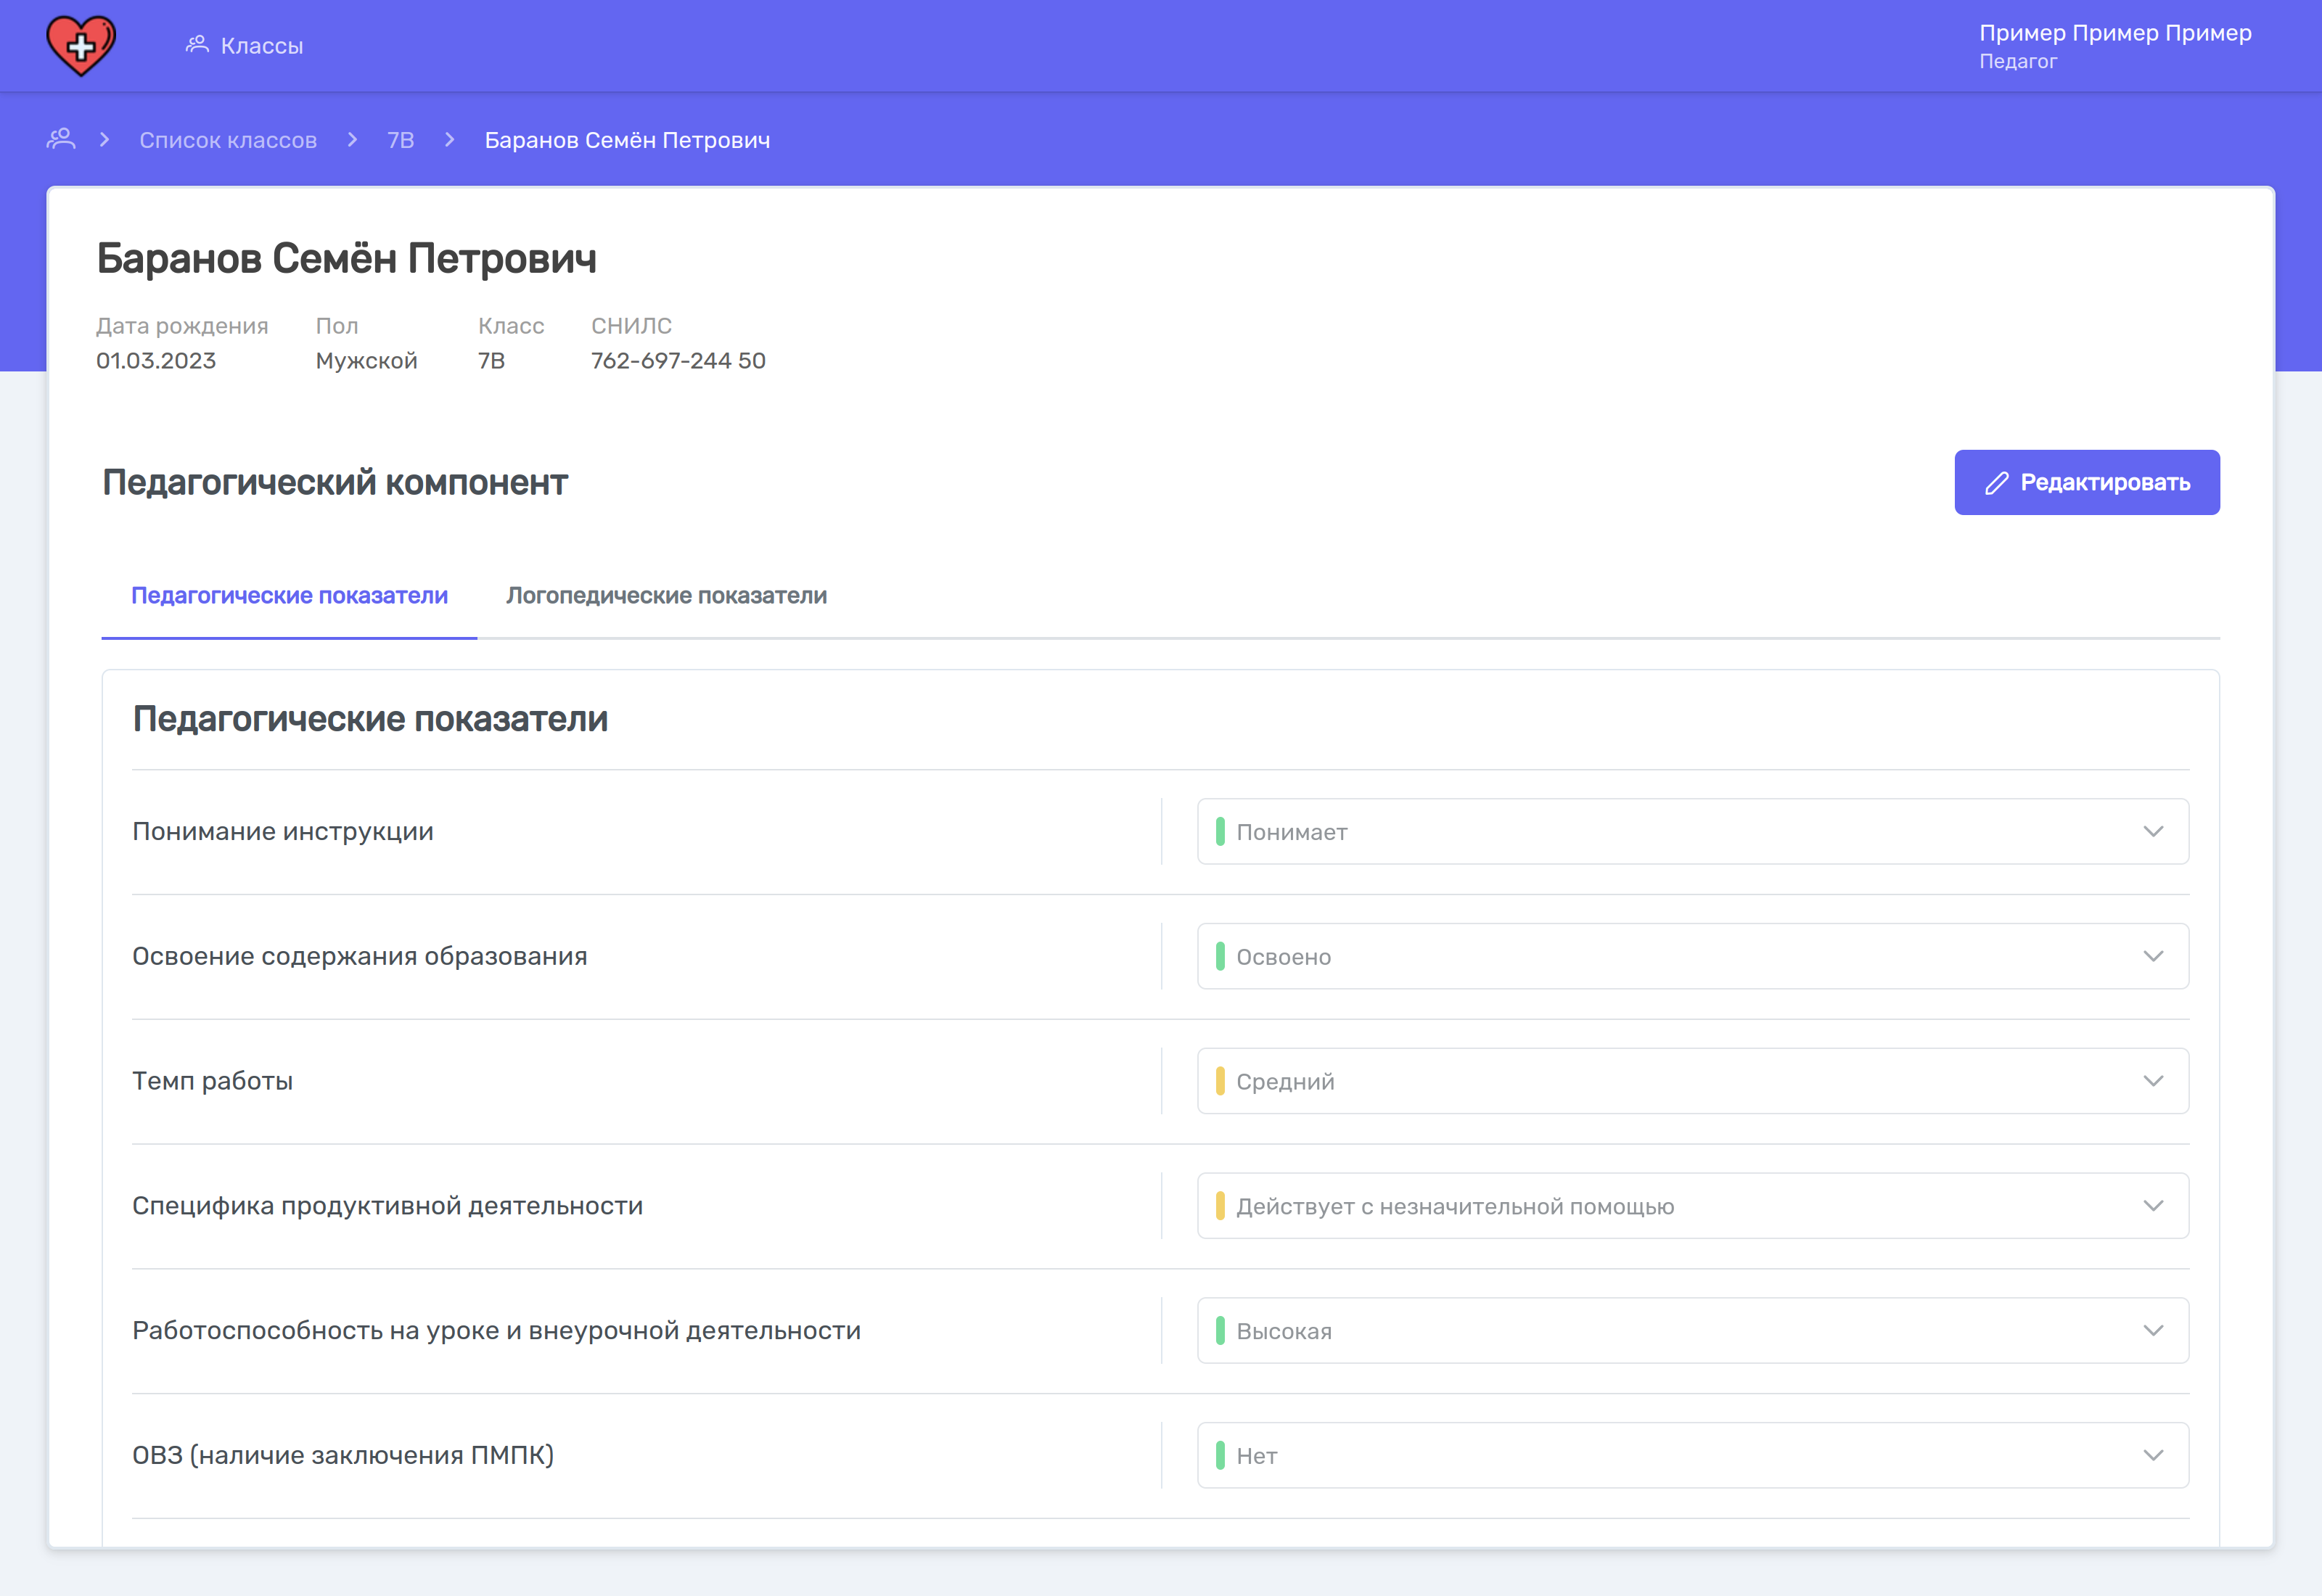 Классы
Пример Пример Пример
Педагог
Список классов
7В
Баранов Семён Петрович
Баранов Семён Петрович
Дата рождения Пол Класс СНИЛС
01.03.2023 Мужской 7В 762-697-244 50
Педагогический компонент
Редактировать
Педагогические показатели Логопедические показатели
Педагогические показатели
Понимание инструкции Понимает
Освоение содержания образования Освоено
Темп работы Средний
Специфика продуктивной деятельности Действует с незначительной помощью
Работоспособность на уроке и внеурочной деятельности Высокая
ОВЗ (наличие заключения ПМПК) Нет